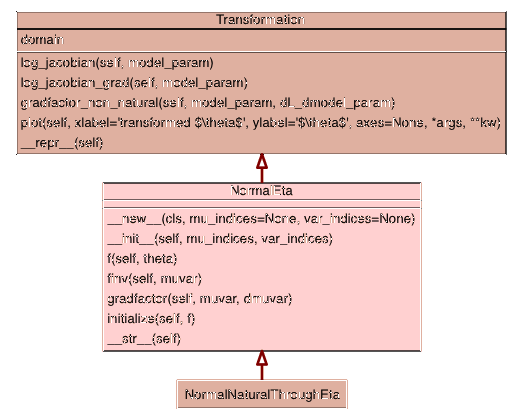 Transformation
domain
log_jacobian(self, model_param)
log_jacobian_grad(self, model_param)
gradfactor_non_natural(self, model_param, dL_dmodel_param)
plot(self, xlabel='transformed $\theta$', ylabel='$\theta$', axes=None, *args, **kw)
__repr__(self)
NormalEta
__new__(cls, mu_indices=None, var_indices=None)
__init__(self, mu_indices, var_indices)
f(self, theta)
finv(self, muvar)
gradfactor(self, muvar, dmuvar)
initialize(self, f)
__str__(self)
NormalNaturalThroughEta